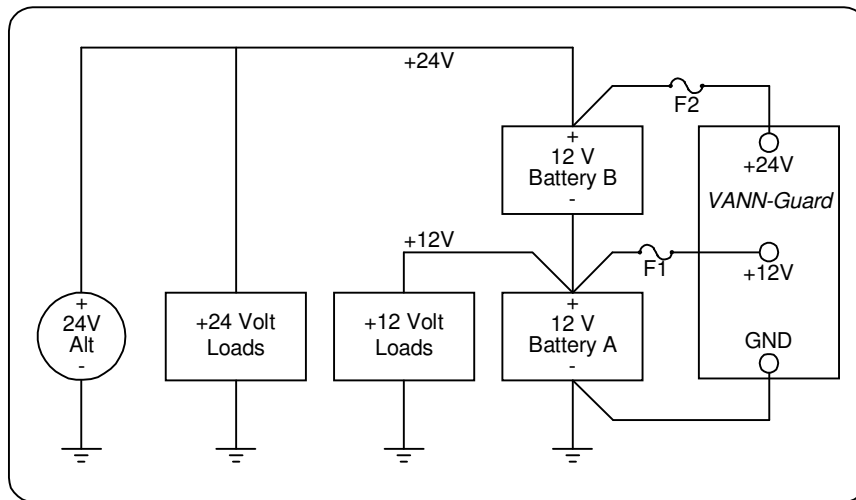 +24V
F2
+
12 V
Battery B
-
+24V
VANN-Guard
+12V
F1
+12V
+
24V
Alt
-
+24 Volt
Loads
+12 Volt
Loads
+
12 V
Battery A
-
GND